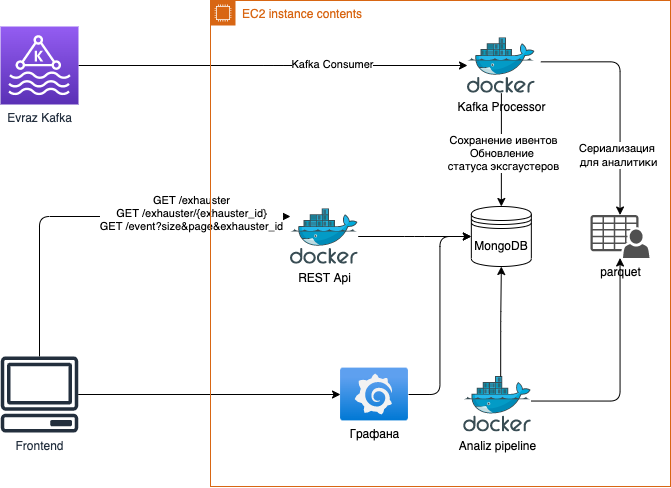 EC2 instance contents
K
Evraz Kafka
Kafka Consumer
docker
Kafka Processor
Сохранение ивентов
Обновление
статуса эксгаустеров
Сериализация
для аналитики
GET /exhauster
GET /exhauster/{exhauster_id}
GET /event?size&page&exhauster_id
docker
REST Api
MongoDB
parquet
Frontend
Графана
docker
Analiz pipeline